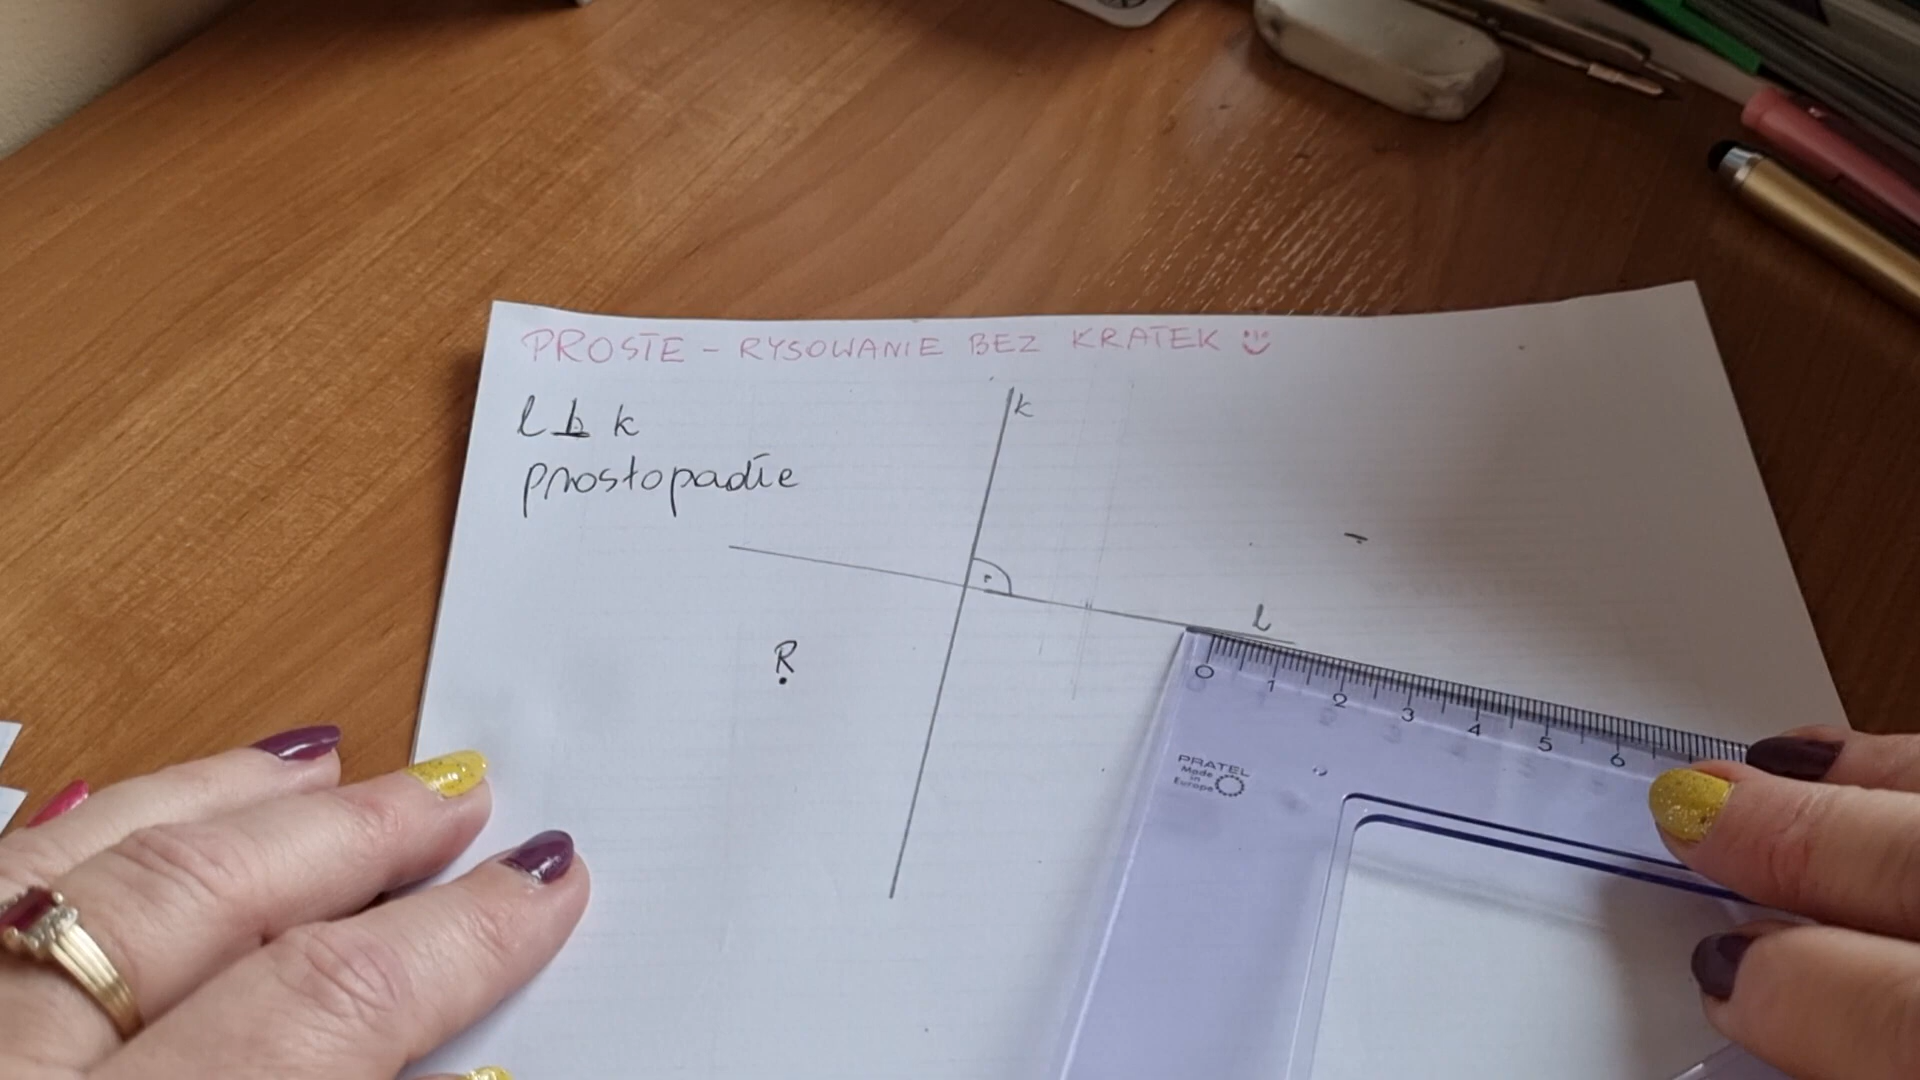 PROSTE - RYSOWANIE BEZ KRATEK
l ⊥ k
prostopadłe
k
l
R
0 1 2 3 4 5 6
PRATEL
Made
in
Europe